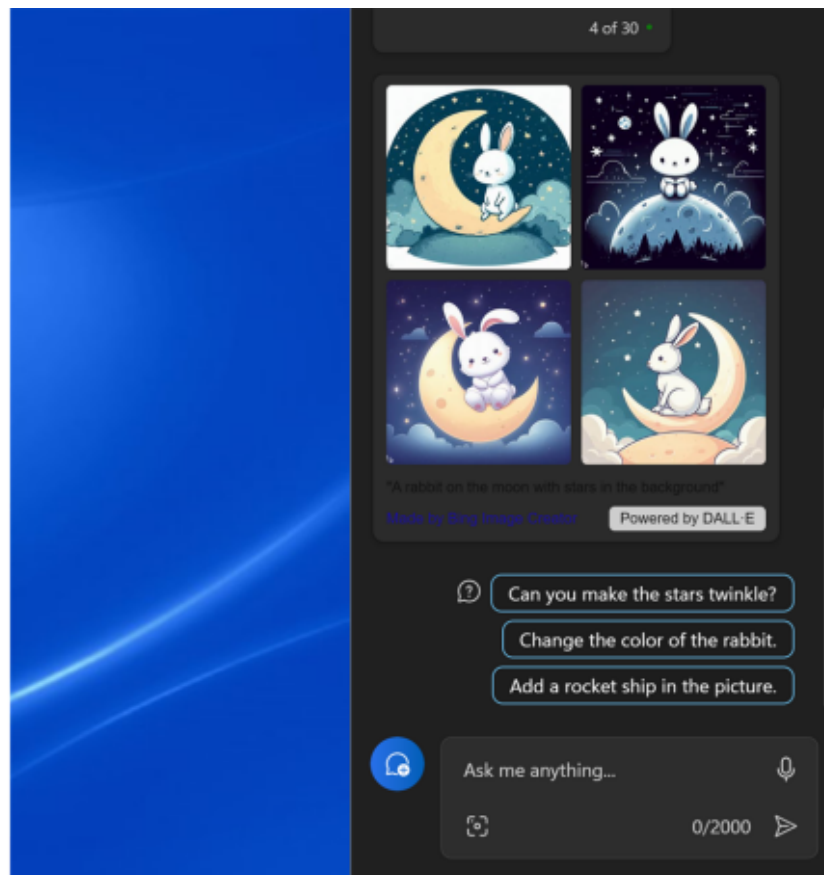 4 of 30
"A rabbit on the moon with stars in the background"
Made by Bing Image Creator
Powered by DALL·E
Can you make the stars twinkle?
Change the color of the rabbit.
Add a rocket ship in the picture.
Ask me anything...
0/2000